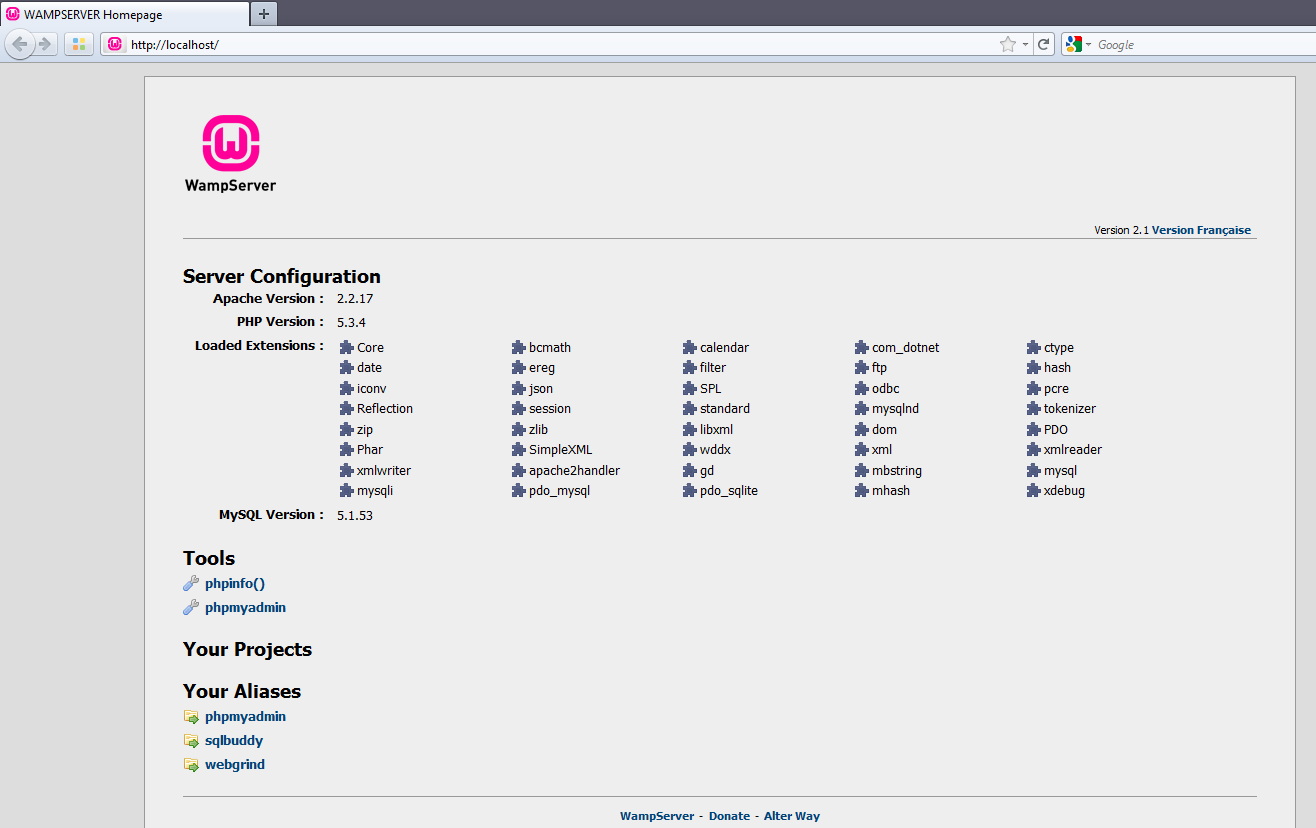 WAMPSERVER Homepage
http://localhost/
Google
WampServer
Version 2.1 Version Française
Server Configuration
Apache Version : 2.2.17
PHP Version : 5.3.4
Loaded Extensions : Core bcmath calendar com_dotnet ctype
date ereg filter ftp hash
iconv json SPL odbc pcre
Reflection session standard mysqlnd tokenizer
zip zlib libxml dom PDO
Phar SimpleXML wddx xml xmlreader
xmlwriter apache2handler gd mbstring mysql
mysqli pdo_mysql pdo_sqlite mhash xdebug
MySQL Version : 5.1.53
Tools
phpinfo()
phpmyadmin
Your Projects
Your Aliases
phpmyadmin
sqlbuddy
webgrind
WampServer - Donate - Alter Way